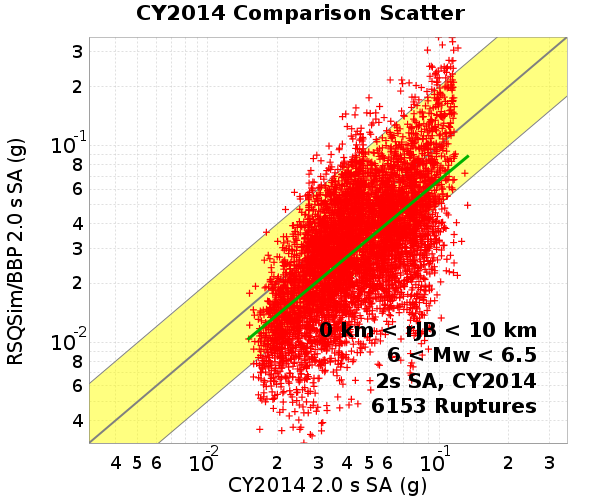 CY2014 Comparison Scatter
RSQSim/BBP 2.0 s SA (g)
3
2
10-1
8
6
4
3
2
10-2
8
6
4
0 km < rJB < 10 km
6 < Mw < 6.5
2s SA, CY2014
6153 Ruptures
4 5 6 10-2 2 3 4 5 6 10-1 2 3
CY2014 2.0 s SA (g)